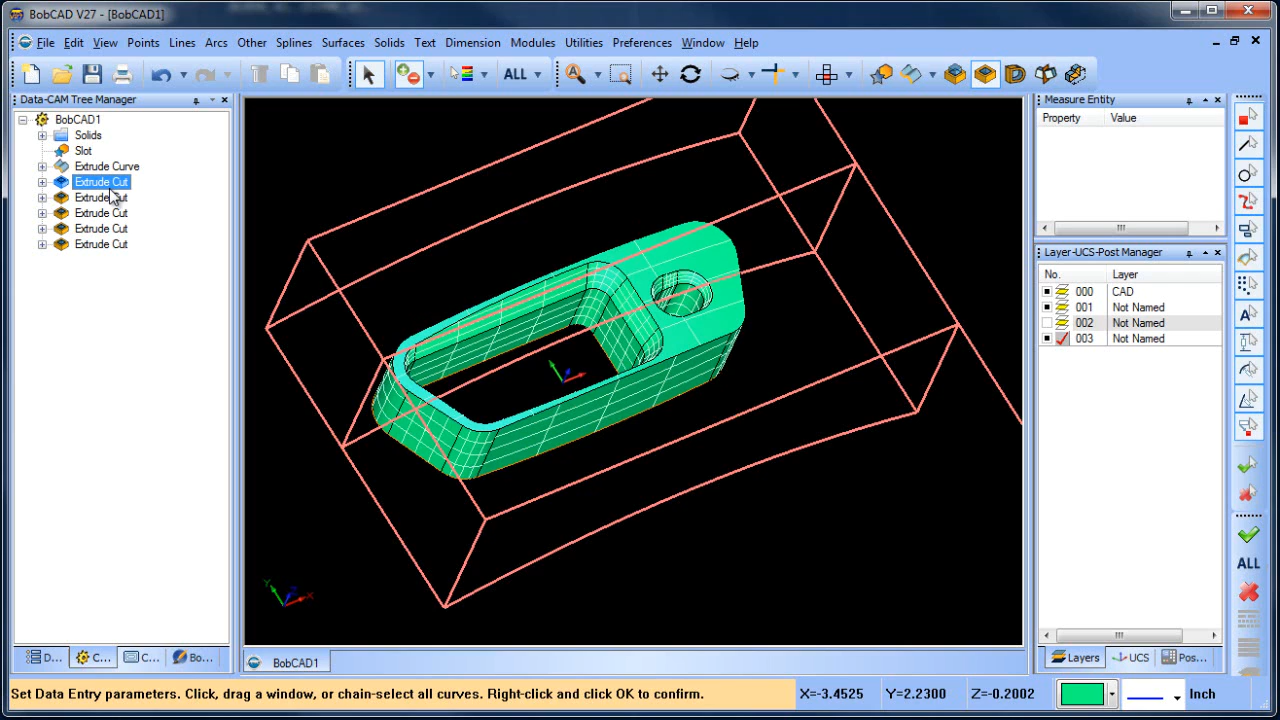 BobCAD V27 - [BobCAD1]
File Edit View Points Lines Arcs Other Splines Surfaces Solids Text Dimension Modules Utilities Preferences Window Help
ALL
Data-CAM Tree Manager
BobCAD1
Solids
Slot
Extrude Curve
Extrude Cut
Extrude Cut
Extrude Cut
Extrude Cut
Extrude Cut
D... C... C... Bo...
Y Z X
BobCAD1
Measure Entity
Property Value
Layer-UCS-Post Manager
No. Layer
000 CAD
001 Not Named
002 Not Named
003 Not Named
Layers UCS Pos...
A
ALL
Set Data Entry parameters. Click, drag a window, or chain-select all curves. Right-click and click OK to confirm.
X=-3.4525 Y=2.2300 Z=-0.2002 Inch